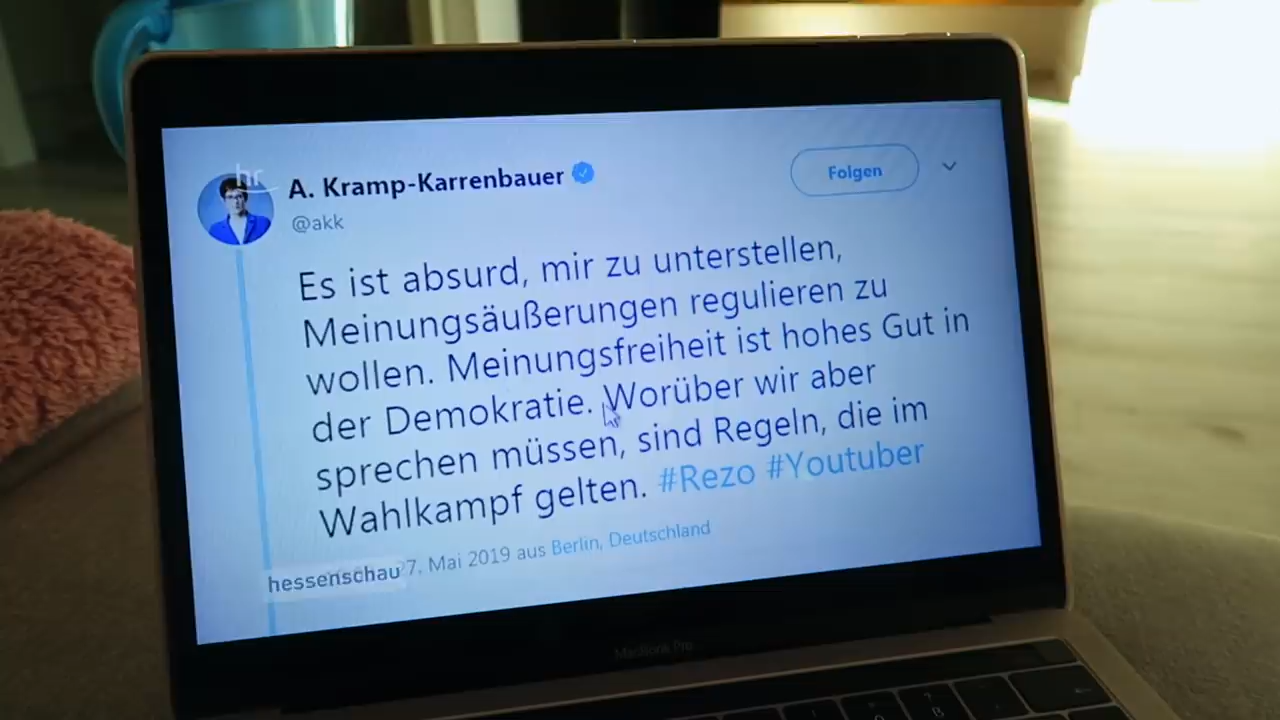 hr
A. Kramp-Karrenbauer
Folgen
@akk
Es ist absurd, mir zu unterstellen,
Meinungsäußerungen regulieren zu
wollen. Meinungsfreiheit ist hohes Gut in
der Demokratie. Worüber wir aber
sprechen müssen, sind Regeln, die im
Wahlkampf gelten. #Rezo #Youtuber
7. Mai 2019 aus Berlin, Deutschland
hessenschau
MacBook Pro